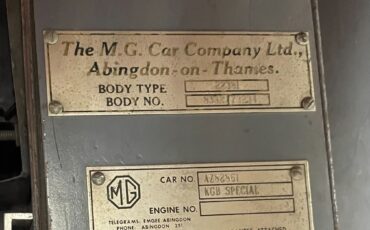 The M.G. Car Company Ltd.,
Abingdon-on-Thames.
BODY TYPE
BODY NO.
MG
CAR NO.
KGB SPECIAL
ENGINE NO.
TELEGRAMS, EMGEE ABINGDON
PHONE, ABINGDON 251